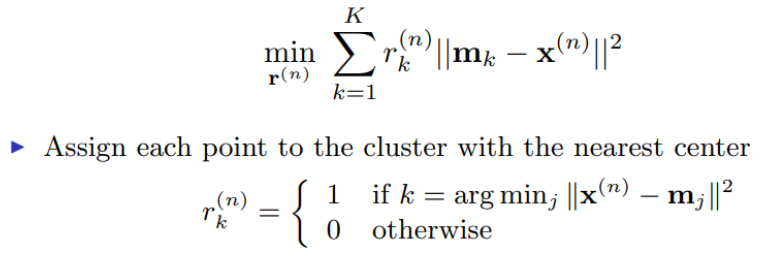 min_{r^{(n)}} \sum_{k=1}^{K} r_k^{(n)} ||m_k − x^{(n)}||^2
▶ Assign each point to the cluster with the nearest center
r_k^{(n)} = { 1 if k = arg min_j ‖x^{(n)} − m_j‖^2
0 otherwise